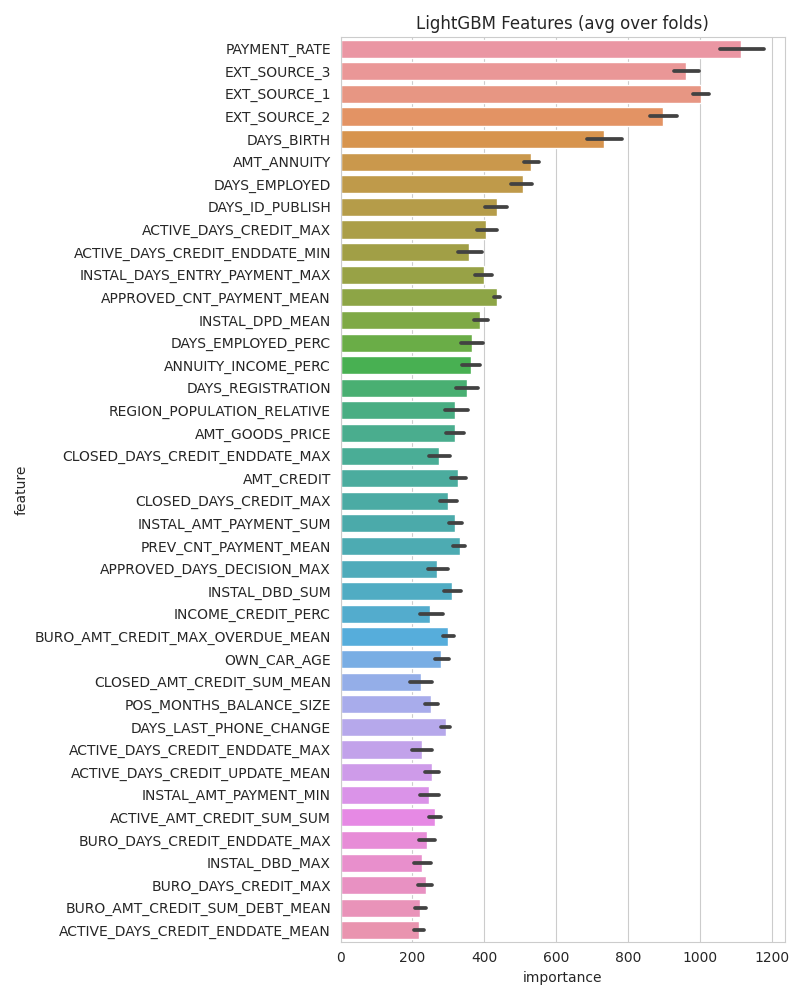 LightGBM Features (avg over folds)
feature
PAYMENT_RATE
EXT_SOURCE_3
EXT_SOURCE_1
EXT_SOURCE_2
DAYS_BIRTH
AMT_ANNUITY
DAYS_EMPLOYED
DAYS_ID_PUBLISH
ACTIVE_DAYS_CREDIT_MAX
ACTIVE_DAYS_CREDIT_ENDDATE_MIN
INSTAL_DAYS_ENTRY_PAYMENT_MAX
APPROVED_CNT_PAYMENT_MEAN
INSTAL_DPD_MEAN
DAYS_EMPLOYED_PERC
ANNUITY_INCOME_PERC
DAYS_REGISTRATION
REGION_POPULATION_RELATIVE
AMT_GOODS_PRICE
CLOSED_DAYS_CREDIT_ENDDATE_MAX
AMT_CREDIT
CLOSED_DAYS_CREDIT_MAX
INSTAL_AMT_PAYMENT_SUM
PREV_CNT_PAYMENT_MEAN
APPROVED_DAYS_DECISION_MAX
INSTAL_DBD_SUM
INCOME_CREDIT_PERC
BURO_AMT_CREDIT_MAX_OVERDUE_MEAN
OWN_CAR_AGE
CLOSED_AMT_CREDIT_SUM_MEAN
POS_MONTHS_BALANCE_SIZE
DAYS_LAST_PHONE_CHANGE
ACTIVE_DAYS_CREDIT_ENDDATE_MAX
ACTIVE_DAYS_CREDIT_UPDATE_MEAN
INSTAL_AMT_PAYMENT_MIN
ACTIVE_AMT_CREDIT_SUM_SUM
BURO_DAYS_CREDIT_ENDDATE_MAX
INSTAL_DBD_MAX
BURO_DAYS_CREDIT_MAX
BURO_AMT_CREDIT_SUM_DEBT_MEAN
ACTIVE_DAYS_CREDIT_ENDDATE_MEAN
0 200 400 600 800 1000 1200
importance